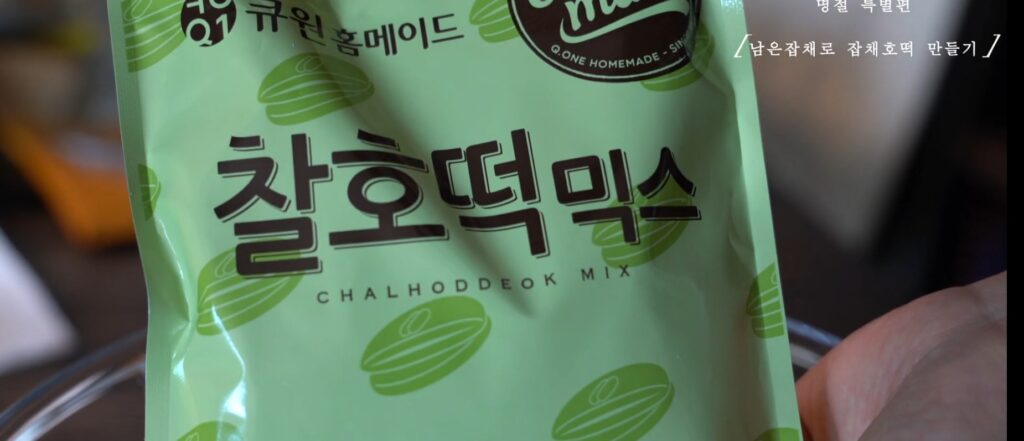 큐원 홈메이드
Q.ONE HOMEMADE -
찰호떡믹스
CHALHODDEOK MIX
명절 특별편
[남은잡채로 잡채호떡 만들기]